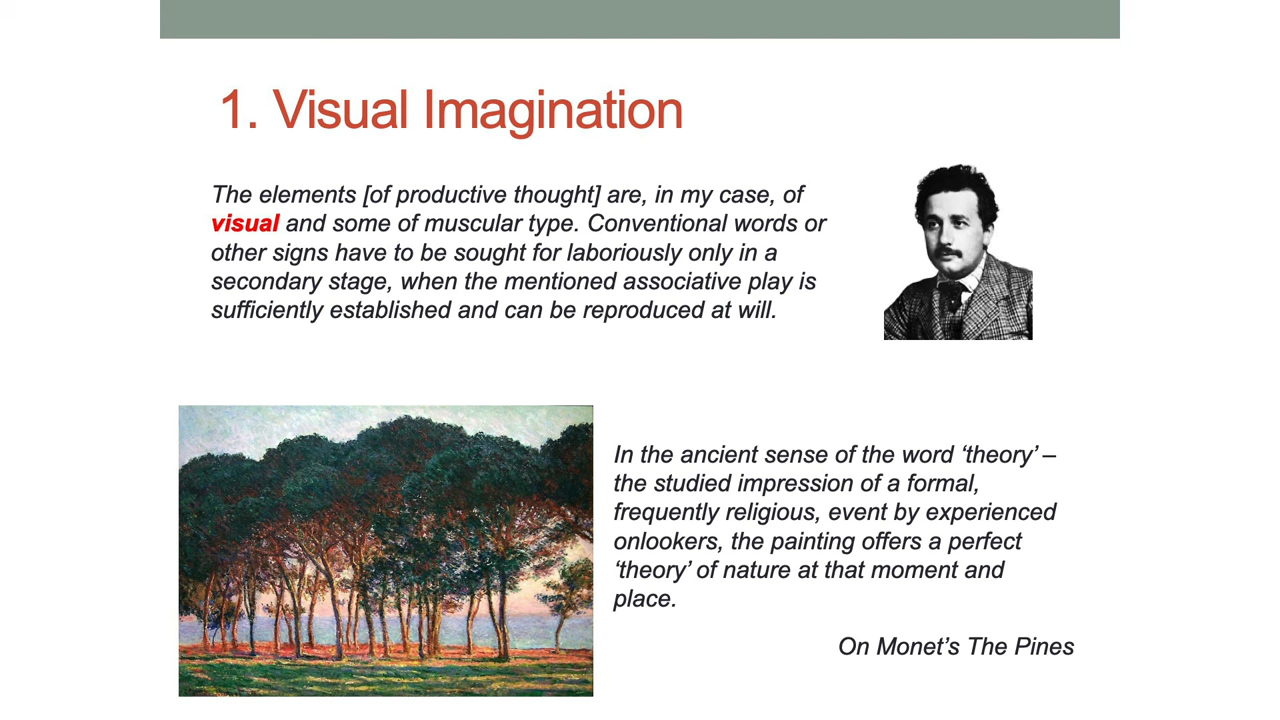 1. Visual Imagination
The elements [of productive thought] are, in my case, of
visual and some of muscular type. Conventional words or
other signs have to be sought for laboriously only in a
secondary stage, when the mentioned associative play is
sufficiently established and can be reproduced at will.
In the ancient sense of the word ‘theory’ –
the studied impression of a formal,
frequently religious, event by experienced
onlookers, the painting offers a perfect
‘theory’ of nature at that moment and
place.
On Monet’s The Pines